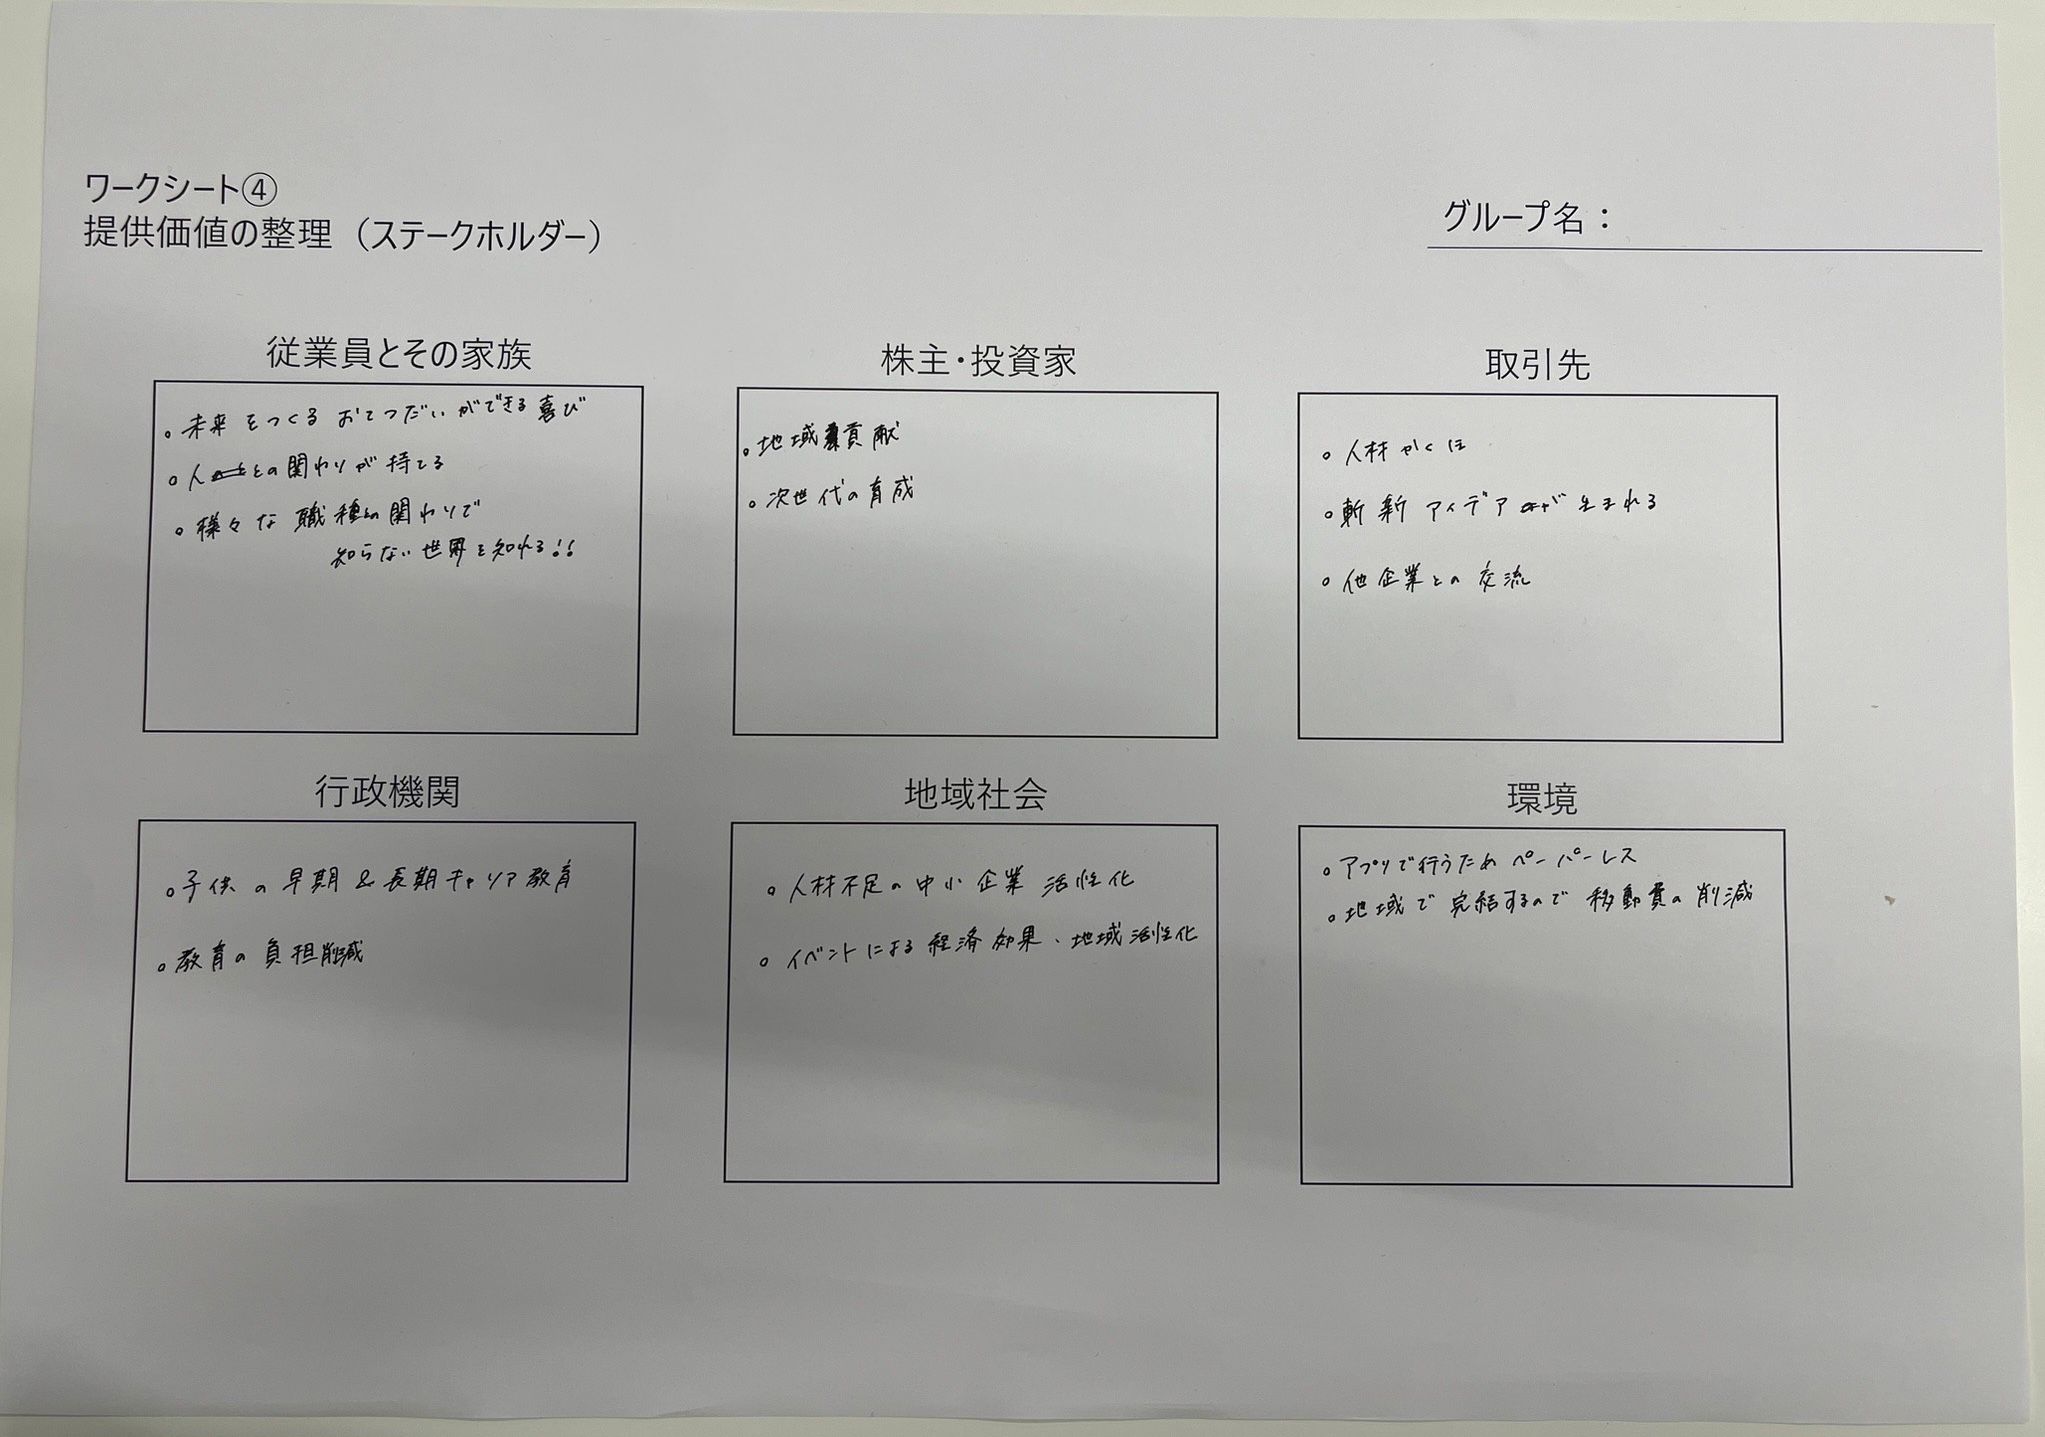 ワークシート④
提供価値の整理（ステークホルダー）
グループ名：
従業員とその家族
。未来をつくるおてつだいができる喜び
。人との関わりが持てる
。様々な職種の関わりで
知らない世界を知れる!!
株主・投資家
。地域貢献
。次世代の育成
取引先
。人材かくほ
。斬新アイデアが生まれる
。他企業との交流
行政機関
。子供の早期&長期キャリア教育
。教育の負担削減
地域社会
。人材不足の中小企業活性化
。イベントによる経済効果、地域活性化
環境
。アプリで行うためペーパーレス
。地域で完結するので移動費の削減